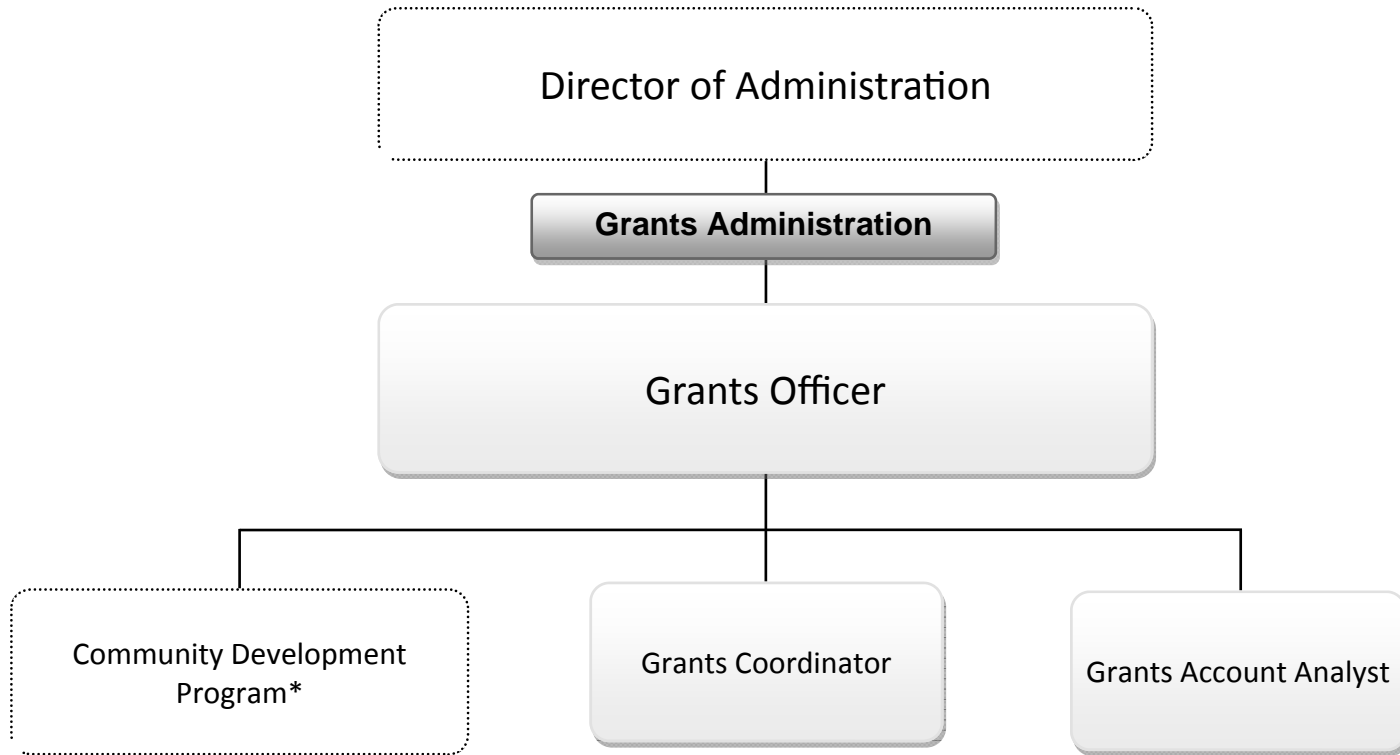 Director of Administration
Grants Administration
Grants Officer
Community Development
Program*
Grants Coordinator
Grants Account Analyst